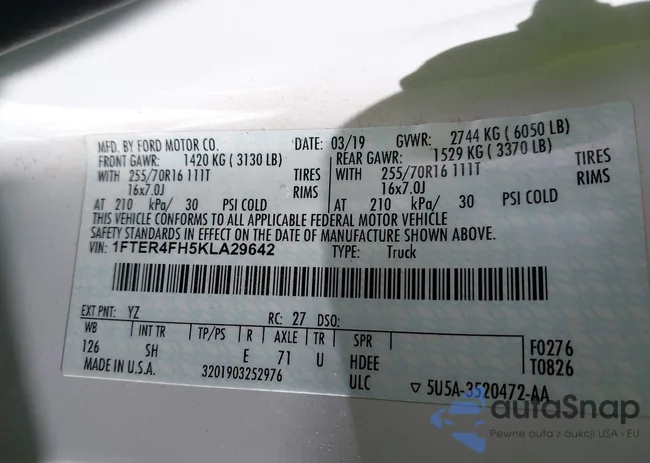 MFD. BY FORD MOTOR CO. DATE: 03/19 GVWR: 2744 KG ( 6050 LB)
FRONT GAWR: 1420 KG ( 3130 LB) REAR GAWR: 1529 KG ( 3370 LB)
WITH 255/70R16 111T TIRES WITH 255/70R16 111T TIRES
16x7.0J RIMS 16x7.0J RIMS
AT 210 kPa/ 30 PSI COLD AT 210 kPa/ 30 PSI COLD
THIS VEHICLE CONFORMS TO ALL APPLICABLE FEDERAL MOTOR VEHICLE
SAFETY STANDARDS IN EFFECT ON THE DATE OF MANUFACTURE SHOWN ABOVE.
VIN: 1FTER4FH5KLA29642 TYPE: Truck
EXT PNT: YZ RC: 27 DSO:
WB INT TR TP/PS R AXLE TR SPR F0276
126 SH E 71 U HDEE T0826
MADE IN U.S.A. 3201903252976 ULC ▽ 5U5A-3520472-AA
autoSnap
Pewne auta z aukcji USA i EU